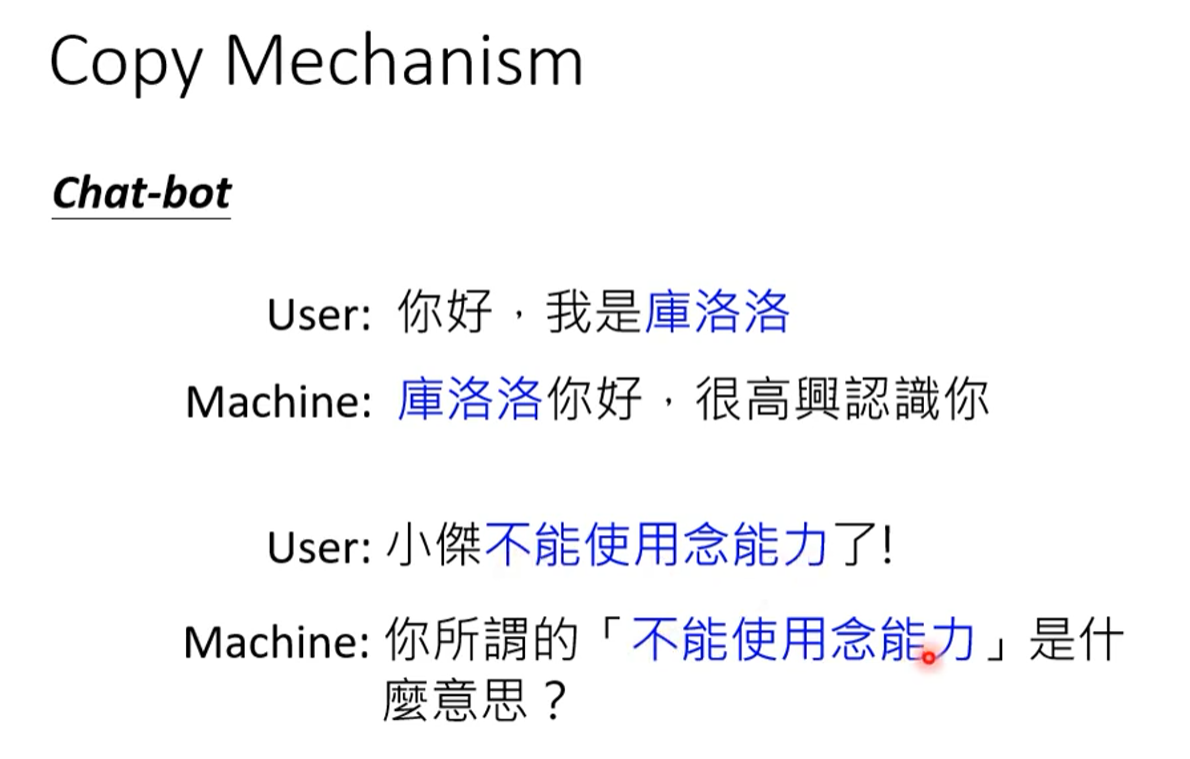 Copy Mechanism
Chat-bot
User: 你好，我是庫洛洛
Machine: 庫洛洛你好，很高興認識你
User: 小傑不能使用念能力了!
Machine: 你所謂的「不能使用念能力」是什
麼意思？